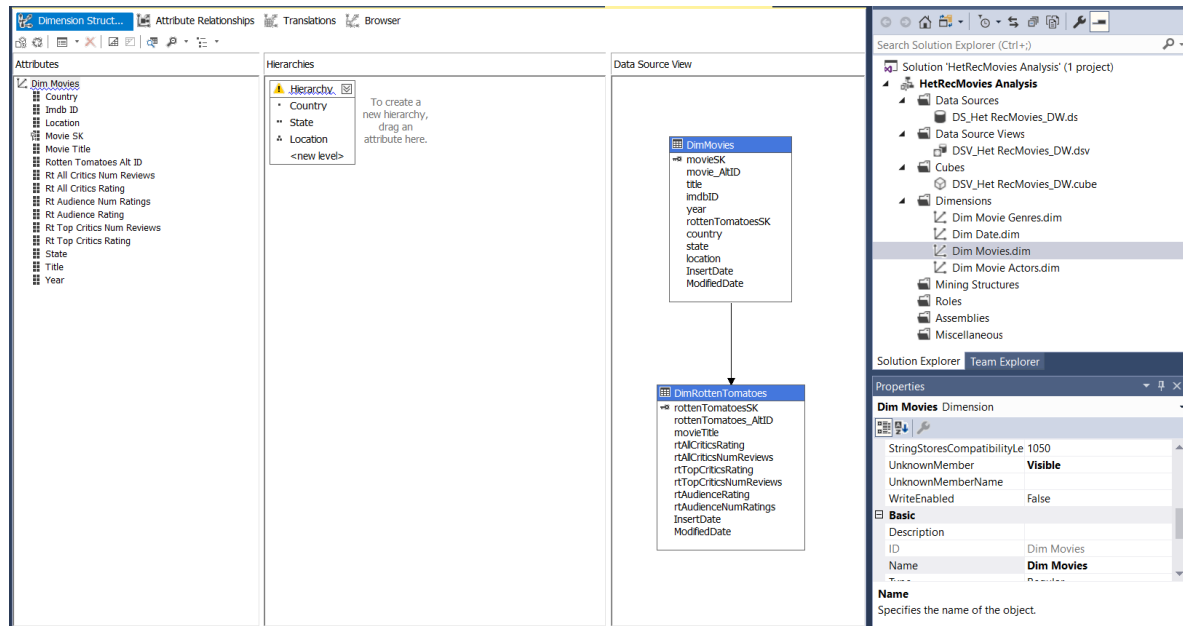 Dimension Struct... Attribute Relationships Translations Browser
Attributes
Dim Movies
Country
Imdb ID
Location
Movie SK
Movie Title
Rotten Tomatoes Alt ID
Rt All Critics Num Reviews
Rt All Critics Rating
Rt Audience Num Ratings
Rt Audience Rating
Rt Top Critics Num Reviews
Rt Top Critics Rating
State
Title
Year
Hierarchies
Hierarchy
Country
State
Location
<new level>
To create a
new hierarchy,
drag an
attribute here.
Data Source View
DimMovies
movieSK
movie_AltID
title
imdbID
year
rottenTomatoesSK
country
state
location
InsertDate
ModifiedDate
DimRottenTomatoes
rottenTomatoesSK
rottenTomatoes_AltID
movieTitle
rtAllCriticsRating
rtAllCriticsNumReviews
rtTopCriticsRating
rtTopCriticsNumReviews
rtAudienceRating
rtAudienceNumRatings
InsertDate
ModifiedDate
Search Solution Explorer (Ctrl+;)
Solution 'HetRecMovies Analysis' (1 project)
HetRecMovies Analysis
Data Sources
DS_Het RecMovies_DW.ds
Data Source Views
DSV_Het RecMovies_DW.dsv
Cubes
DSV_Het RecMovies_DW.cube
Dimensions
Dim Movie Genres.dim
Dim Date.dim
Dim Movies.dim
Dim Movie Actors.dim
Mining Structures
Roles
Assemblies
Miscellaneous
Solution Explorer Team Explorer
Properties
Dim Movies Dimension
StringStoresCompatibilityLe 1050
UnknownMember Visible
UnknownMemberName
WriteEnabled False
Basic
Description
ID Dim Movies
Name Dim Movies
Type Regular
Name
Specifies the name of the object.